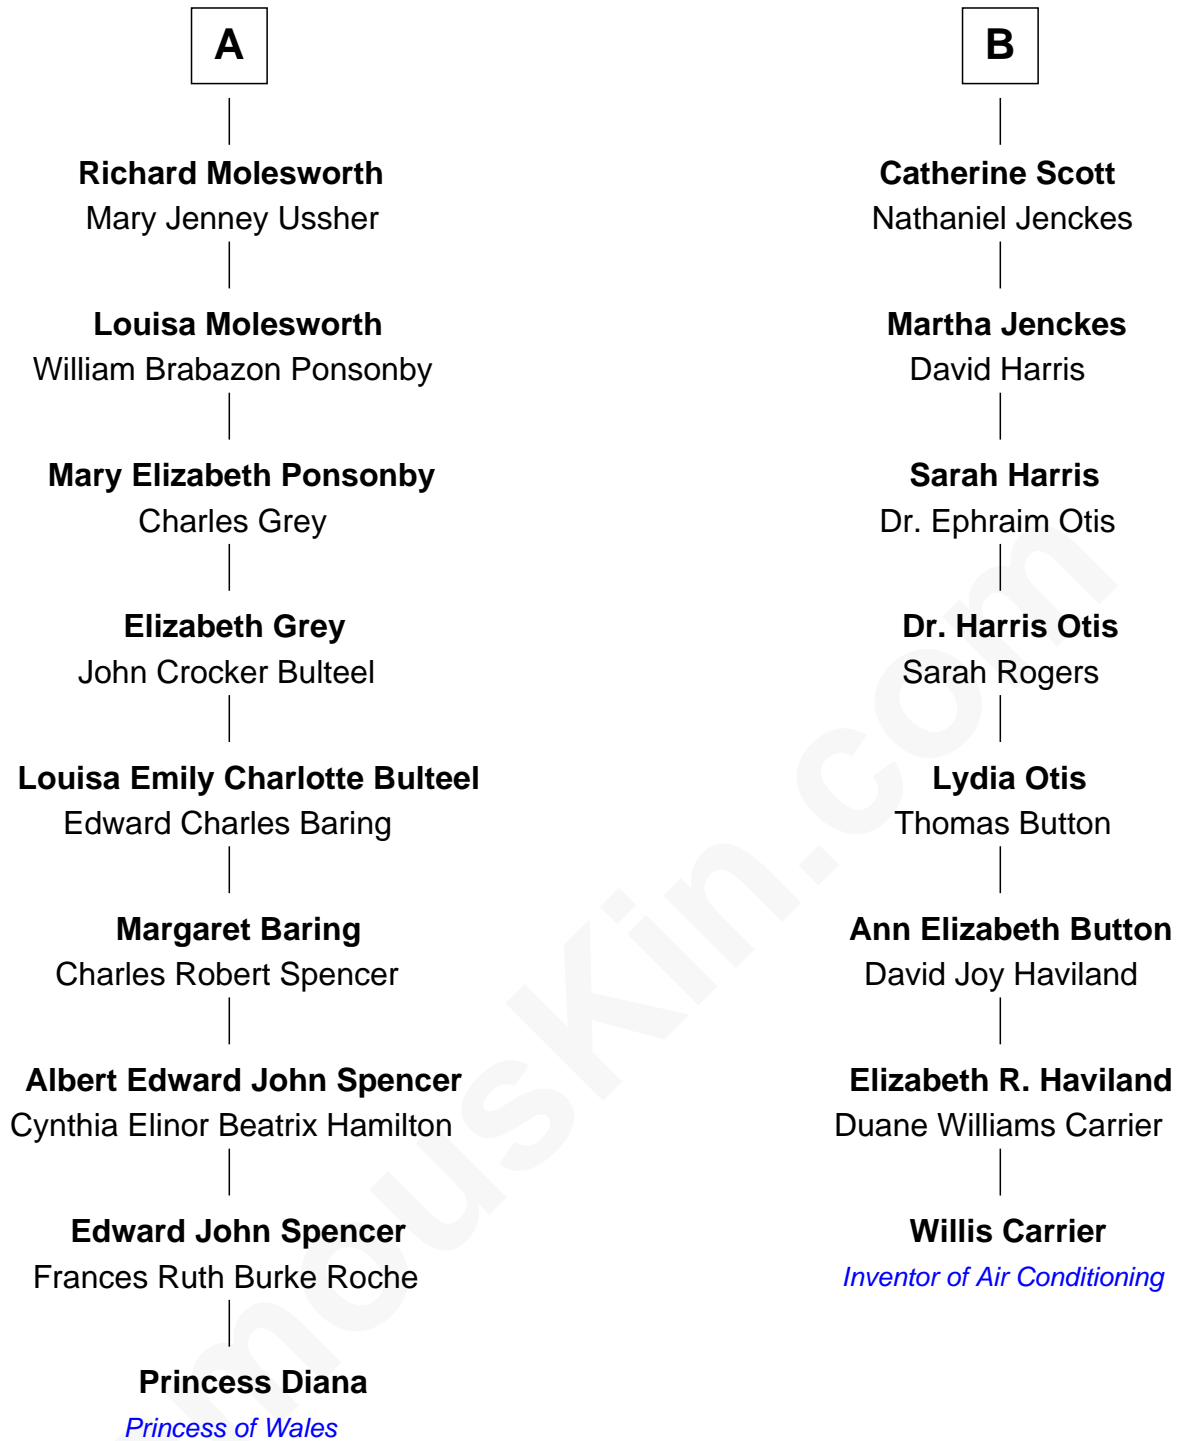 A
Richard Molesworth
Mary Jenney Ussher
Louisa Molesworth
William Brabazon Ponsonby
Mary Elizabeth Ponsonby
Charles Grey
Elizabeth Grey
John Crocker Bulteel
Louisa Emily Charlotte Bulteel
Edward Charles Baring
Margaret Baring
Charles Robert Spencer
Albert Edward John Spencer
Cynthia Elinor Beatrix Hamilton
Edward John Spencer
Frances Ruth Burke Roche
Princess Diana
Princess of Wales
B
Catherine Scott
Nathaniel Jenckes
Martha Jenckes
David Harris
Sarah Harris
Dr. Ephraim Otis
Dr. Harris Otis
Sarah Rogers
Lydia Otis
Thomas Button
Ann Elizabeth Button
David Joy Haviland
Elizabeth R. Haviland
Duane Williams Carrier
Willis Carrier
Inventor of Air Conditioning
mousKin.com